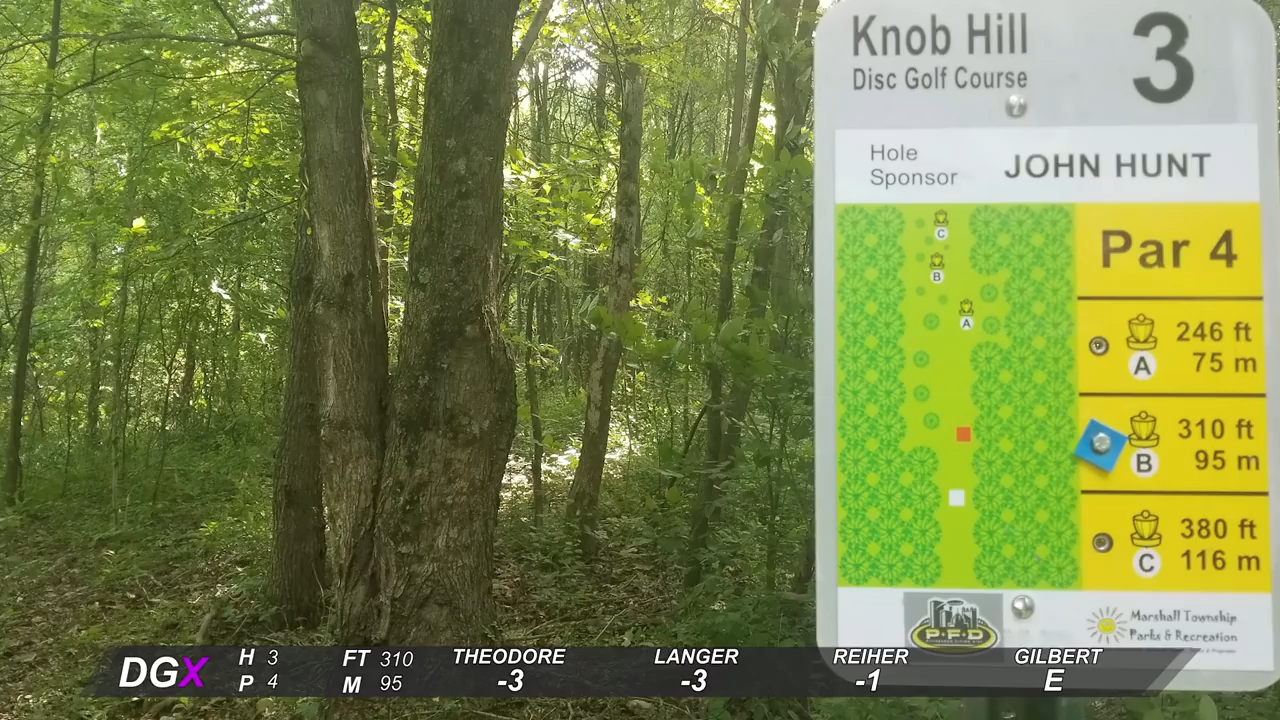 Knob Hill
Disc Golf Course
3
Hole
Sponsor
JOHN HUNT
C
B
A
Par 4
A
246 ft
75 m
B
310 ft
95 m
C
380 ft
116 m
P·F·D
Marshall Township
Parks & Recreation
DGX
H 3
P 4
FT 310
M 95
THEODORE
-3
LANGER
-3
REIHER
-1
GILBERT
E